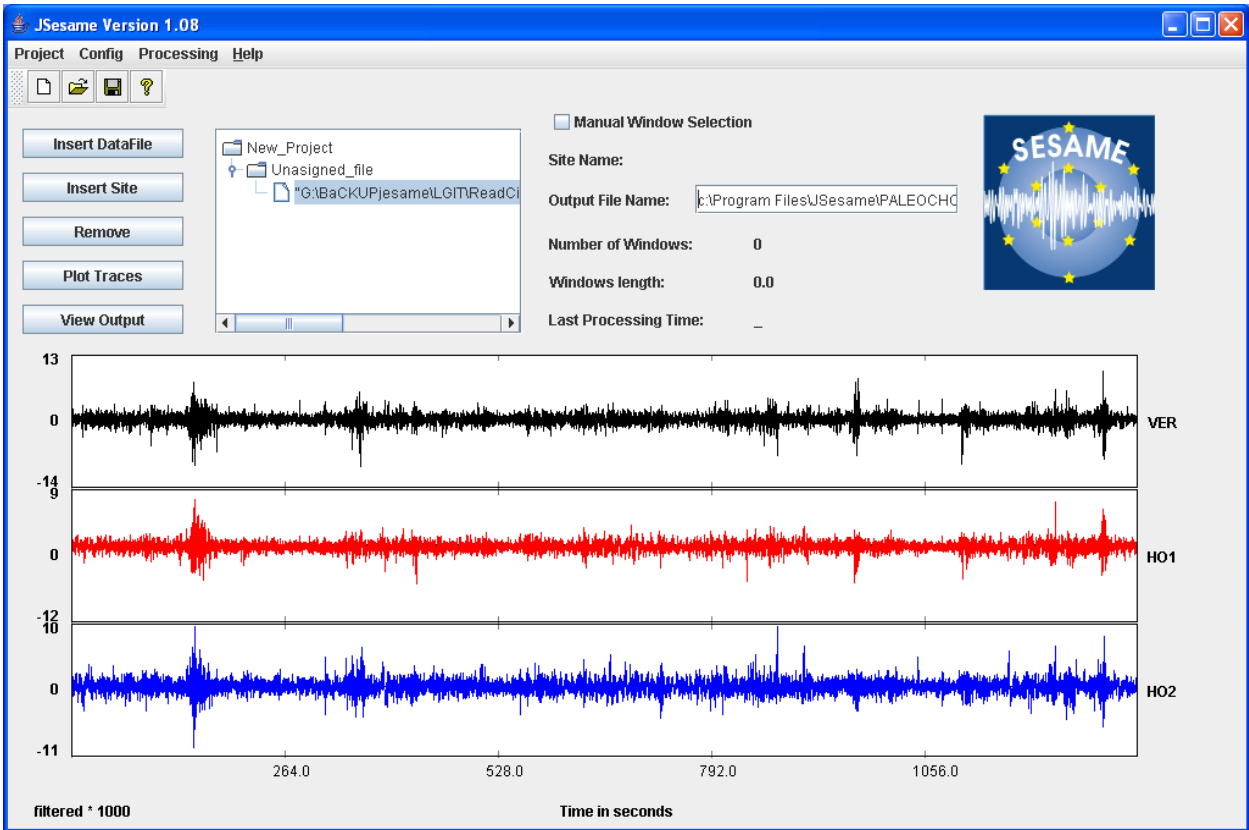 JSesame Version 1.08
Project Config Processing Help
Insert DataFile
Insert Site
Remove
Plot Traces
View Output
New_Project
Unasigned_file
"G:\BaCKUPjesame\LGIT\ReadCi
Manual Window Selection
Site Name:
Output File Name: c:\Program Files\JSesame\PALEOCHO
Number of Windows: 0
Windows length: 0.0
Last Processing Time: _
SESAME
13
0
-14
VER
9
0
-12
HO1
10
0
-11
HO2
264.0 528.0 792.0 1056.0
filtered * 1000 Time in seconds